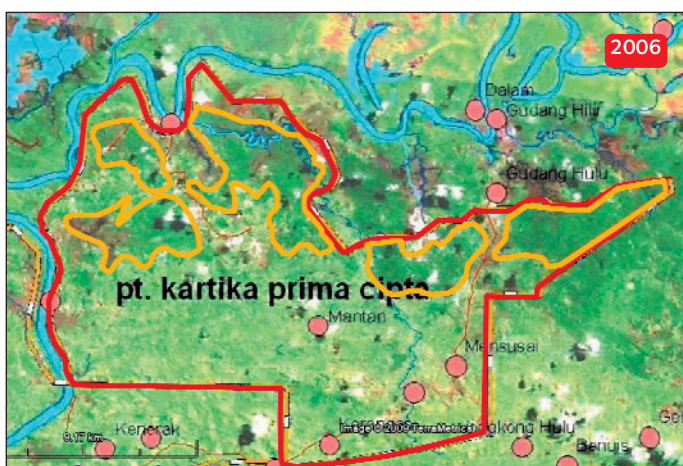 2006
Dalam
Gudang Hilir
Gudang Hulu
pt. kartika prima cipta
Mantan
Mensusai
Kenerak
9.17 km
Image © 2009 TerraMetrics
Hulu
Benuis